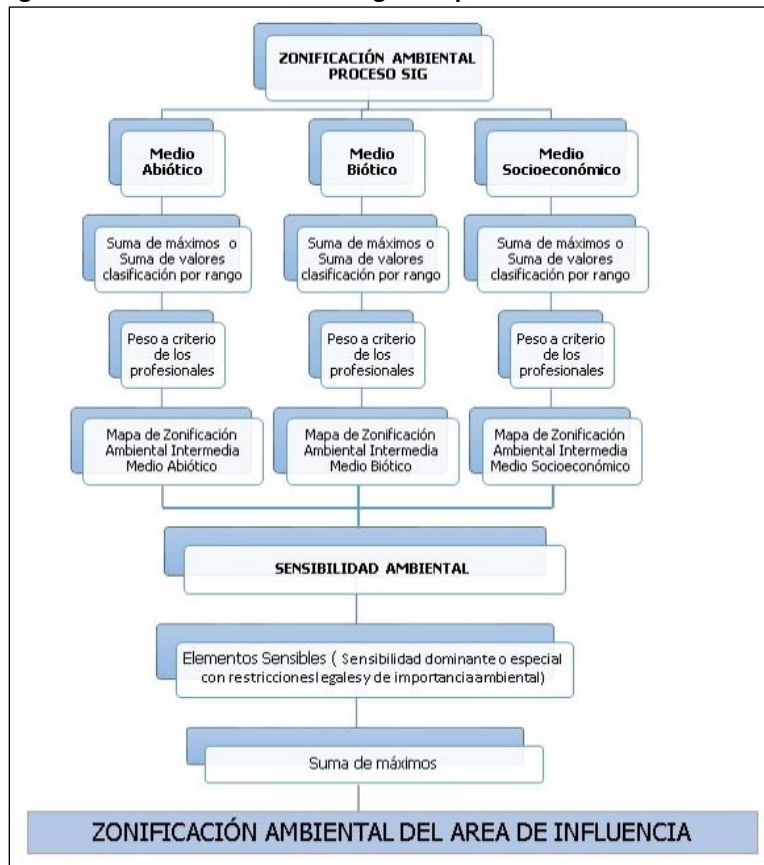 ZONIFICACIÓN AMBIENTAL
PROCESO SIG
Medio
Abiótico
Medio
Biótico
Medio
Socioeconómico
Suma de máximos o
Suma de valores
clasificación por rango
Suma de máximos o
Suma de valores
clasificación por rango
Suma de máximos o
Suma de valores
clasificación por rango
Peso a criterio
de los
profesionales
Peso a criterio
de los
profesionales
Peso a criterio
de los
profesionales
Mapa de Zonificación
Ambiental Intermedia
Medio Abiótico
Mapa de Zonificación
Ambiental Intermedia
Medio Biótico
Mapa de Zonificación
Ambiental Intermedia
Medio Socioeconómico
SENSIBILIDAD AMBIENTAL
Elementos Sensibles ( Sensibilidad dominante o especial
con restricciones legales y de importancia ambiental)
Suma de máximos
ZONIFICACIÓN AMBIENTAL DEL AREA DE INFLUENCIA